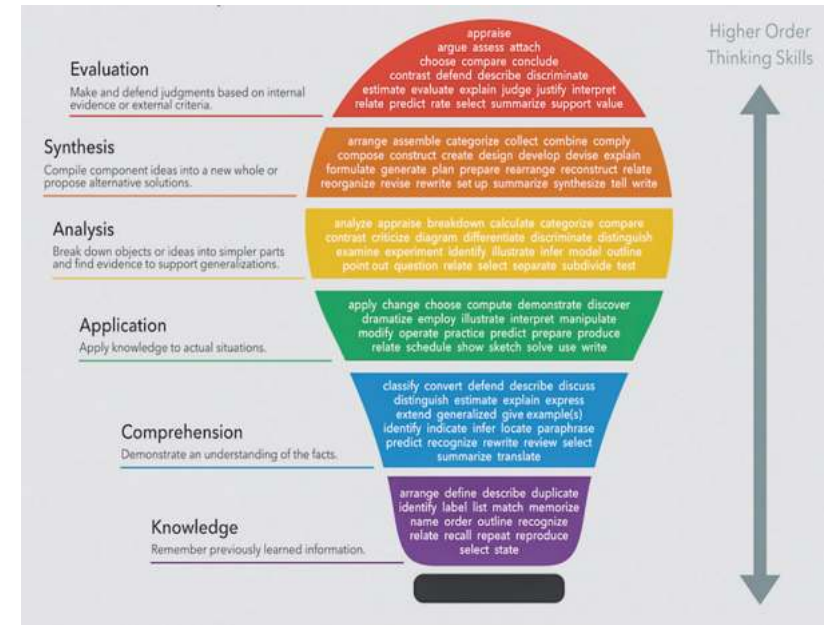 Higher Order
Thinking Skills
Evaluation
Make and defend judgments based on internal
evidence or external criteria.
appraise
argue assess attach
choose compare conclude
contrast defend describe discriminate
estimate evaluate explain judge justify interpret
relate predict rate select summarize support value
Synthesis
Compile component ideas into a new whole or
propose alternative solutions.
arrange assemble categorize collect combine comply
compose construct create design develop devise explain
formulate generate plan prepare rearrange reconstruct relate
reorganize revise rewrite set up summarize synthesize tell write
Analysis
Break down objects or ideas into simpler parts
and find evidence to support generalizations.
analyze appraise breakdown calculate categorize compare
contrast criticize diagram differentiate discriminate distinguish
examine experiment identify illustrate infer model outline
point out question relate select separate subdivide test
Application
Apply knowledge to actual situations.
apply change choose compute demonstrate discover
dramatize employ illustrate interpret manipulate
modify operate practice predict prepare produce
relate schedule show sketch solve use write
Comprehension
Demonstrate an understanding of the facts.
classify convert defend describe discuss
distinguish estimate explain express
extend generalized give example(s)
identify indicate infer locate paraphrase
predict recognize rewrite review select
summarize translate
Knowledge
Remember previously learned information.
arrange define describe duplicate
identify label list match memorize
name order outline recognize
relate recall repeat reproduce
select state